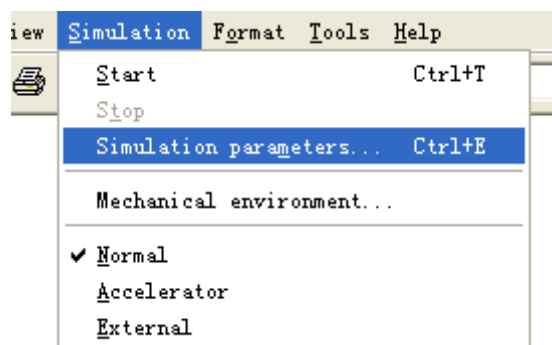 iew Simulation Format Tools Help
Start Ctrl+T
Stop
Simulation parameters... Ctrl+E
Mechanical environment...
Normal
Accelerator
External